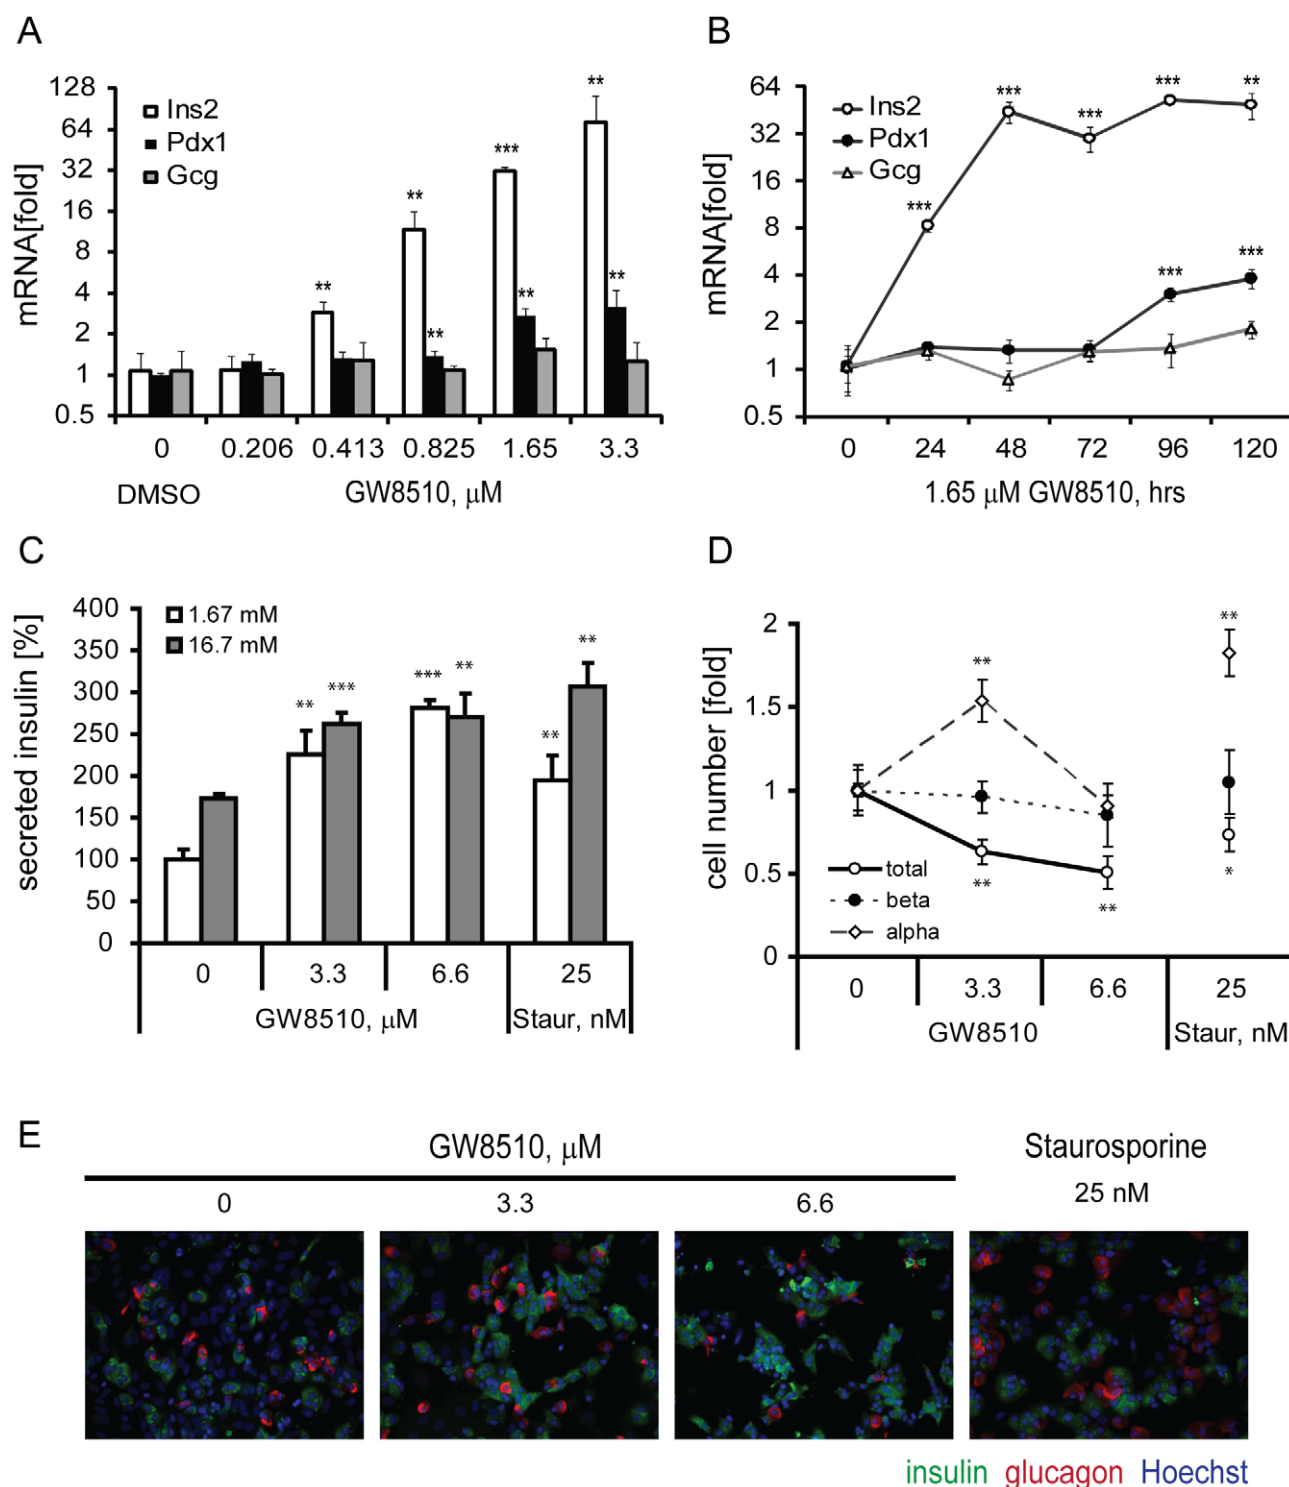 A
mRNA[fold]
128
64
32
16
8
4
2
1
0.5
Ins2
Pdx1
Gcg
**
**
**
***
**
**
**
0 0.206 0.413 0.825 1.65 3.3
DMSO GW8510, μM
B
mRNA[fold]
64
32
16
8
4
2
1
0.5
Ins2
Pdx1
Gcg
***
***
***
***
**
***
***
0 24 48 72 96 120
1.65 μM GW8510, hrs
C
secreted insulin [%]
400
350
300
250
200
150
100
50
0
1.67 mM
16.7 mM
**
***
***
**
**
**
0 3.3 6.6 25
GW8510, μM Staur, nM
D
cell number [fold]
2
1.5
1
0.5
0
**
**
**
**
*
total
beta
alpha
0 3.3 6.6 25
GW8510 Staur, nM
E
GW8510, μM Staurosporine
0 3.3 6.6 25 nM
insulin glucagon Hoechst